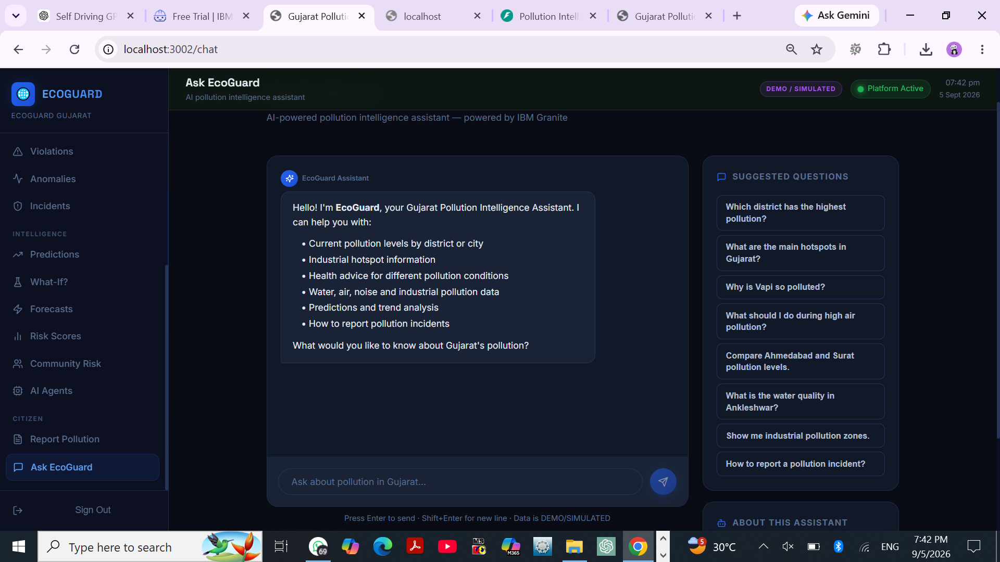 Self Driving GP
Free Trial | IBM
Gujarat Polluti
localhost
Pollution Intell
Gujarat Polluti
Ask Gemini
localhost:3002/chat
ECOGUARD
ECOGUARD GUJARAT
Violations
Anomalies
Incidents
INTELLIGENCE
Predictions
What-If?
Forecasts
Risk Scores
Community Risk
AI Agents
CITIZEN
Report Pollution
Ask EcoGuard
Sign Out
Ask EcoGuard
AI pollution intelligence assistant
DEMO / SIMULATED
Platform Active
07:42 pm
5 Sept 2026
AI-powered pollution intelligence assistant — powered by IBM Granite
EcoGuard Assistant
Hello! I'm EcoGuard, your Gujarat Pollution Intelligence Assistant. I
can help you with:
• Current pollution levels by district or city
• Industrial hotspot information
• Health advice for different pollution conditions
• Water, air, noise and industrial pollution data
• Predictions and trend analysis
• How to report pollution incidents
What would you like to know about Gujarat's pollution?
Ask about pollution in Gujarat...
Press Enter to send · Shift+Enter for new line · Data is DEMO/SIMULATED
SUGGESTED QUESTIONS
Which district has the highest
pollution?
What are the main hotspots in
Gujarat?
Why is Vapi so polluted?
What should I do during high air
pollution?
Compare Ahmedabad and Surat
pollution levels.
What is the water quality in
Ankleshwar?
Show me industrial pollution zones.
How to report a pollution incident?
ABOUT THIS ASSISTANT
Type here to search
69
MS
M365
5
30°C
ENG
7:42 PM
9/5/2026